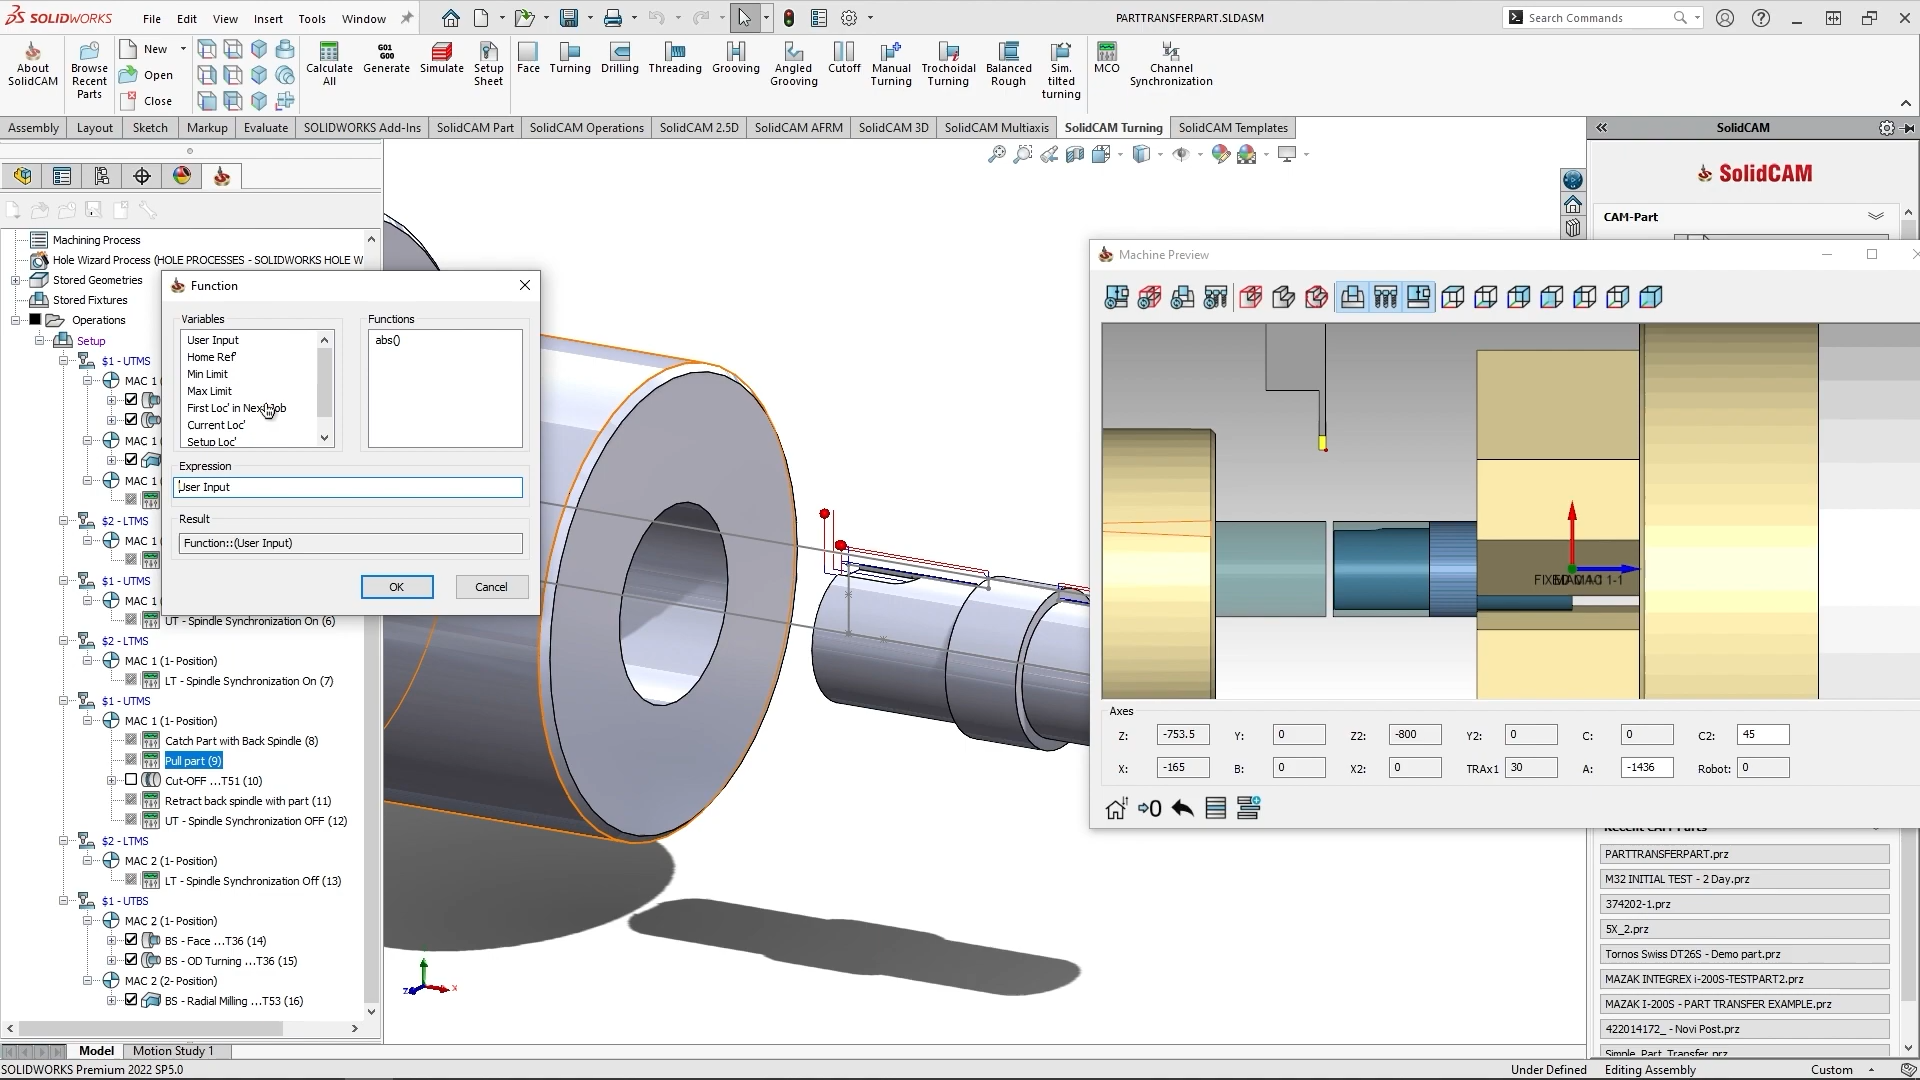 SOLIDWORKS File Edit View Insert Tools Window PARTTRANSFERPART.SLDASM Search Commands
About SolidCAM
Browse Recent Parts
New
Open
Close
Calculate All
G01 G00
Generate
Simulate
Setup Sheet
Face
Turning
Drilling
Threading
Grooving
Angled Grooving
Cutoff
Manual Turning
Trochoidal Turning
Balanced Rough
Sim. tilted turning
MCO
Channel Synchronization
Assembly Layout Sketch Markup Evaluate SOLIDWORKS Add-Ins SolidCAM Part SolidCAM Operations SolidCAM 2.5D SolidCAM AFRM SolidCAM 3D SolidCAM Multiaxis SolidCAM Turning SolidCAM Templates
SolidCAM
SolidCAM
CAM-Part
Machining Process
Hole Wizard Process (HOLE PROCESSES - SOLIDWORKS HOLE W
Stored Geometries
Stored Fixtures
Operations
Setup
$1 - UTMS
MAC 1
MAC 1
MAC 1
$2 - LTMS
MAC 1
$1 - UTMS
MAC 1
UT - Spindle Synchronization On (6)
$2 - LTMS
MAC 1 (1- Position)
LT - Spindle Synchronization On (7)
$1 - UTMS
MAC 1 (1- Position)
Catch Part with Back Spindle (8)
Pull part (9)
Cut-OFF ...T51 (10)
Retract back spindle with part (11)
UT - Spindle Synchronization OFF (12)
$2 - LTMS
MAC 2 (1- Position)
LT - Spindle Synchronization Off (13)
$1 - UTBS
MAC 2 (1- Position)
BS - Face ...T36 (14)
BS - OD Turning ...T36 (15)
MAC 2 (2- Position)
BS - Radial Milling ...T53 (16)
Function
Variables
User Input
Home Ref'
Min Limit
Max Limit
First Loc' in Next Job
Current Loc'
Setup Loc'
Functions
abs()
Expression
User Input
Result
Function::(User Input)
OK Cancel
z x
Machine Preview
Axes
Z: -753.5 Y: 0 Z2: -800 Y2: 0 C: 0 C2: 45
X: -165 B: 0 X2: 0 TRAx1 30 A: -1436 Robot: 0
Recent CAM-Parts
PARTTRANSFERPART.prz
M32 INITIAL TEST - 2 Day.prz
374202-1.prz
5X_2.prz
Tornos Swiss DT26S - Demo part.prz
MAZAK INTEGREX i-200S-TESTPART2.prz
MAZAK I-200S - PART TRANSFER EXAMPLE.prz
422014172_ - Novi Post.prz
Simple_Part_Transfer.prz
Model Motion Study 1
SOLIDWORKS Premium 2022 SP5.0 Under Defined Editing Assembly Custom